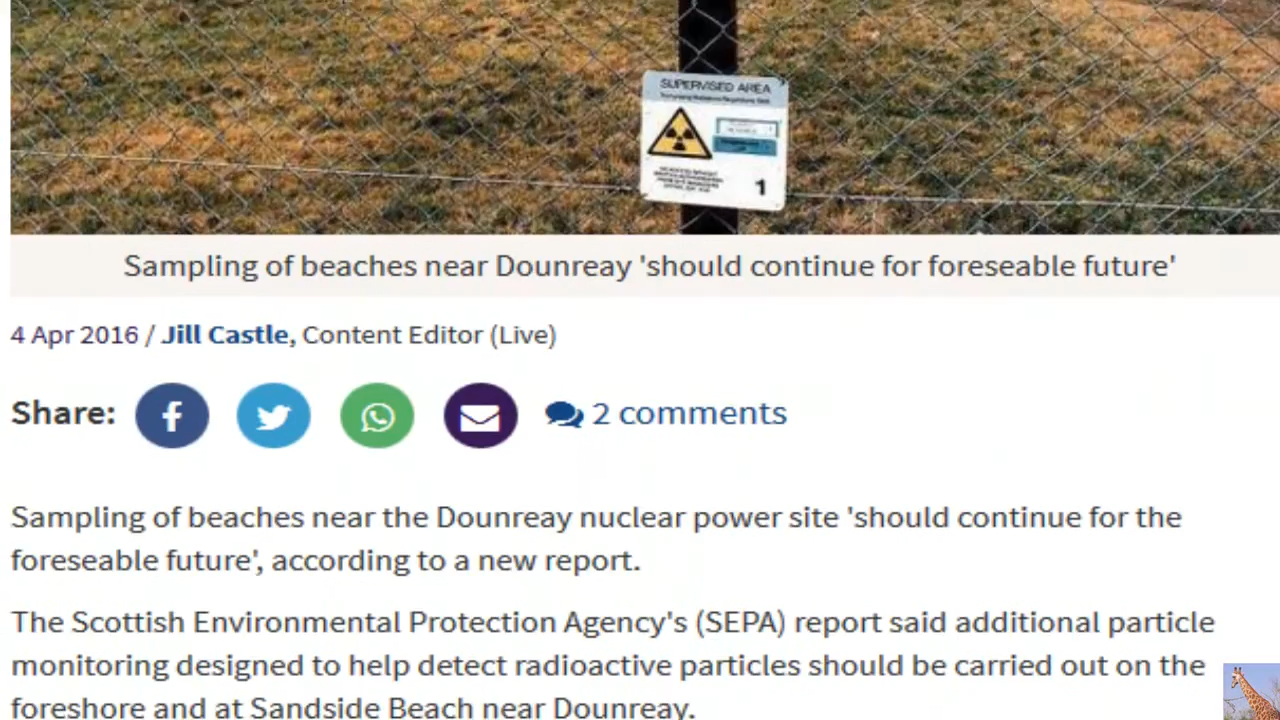 SUPERVISED AREA
1
Sampling of beaches near Dounreay 'should continue for foreseable future'
4 Apr 2016 / Jill Castle, Content Editor (Live)
Share: 2 comments
Sampling of beaches near the Dounreay nuclear power site 'should continue for the
foreseable future', according to a new report.
The Scottish Environmental Protection Agency's (SEPA) report said additional particle
monitoring designed to help detect radioactive particles should be carried out on the
foreshore and at Sandside Beach near Dounreay.